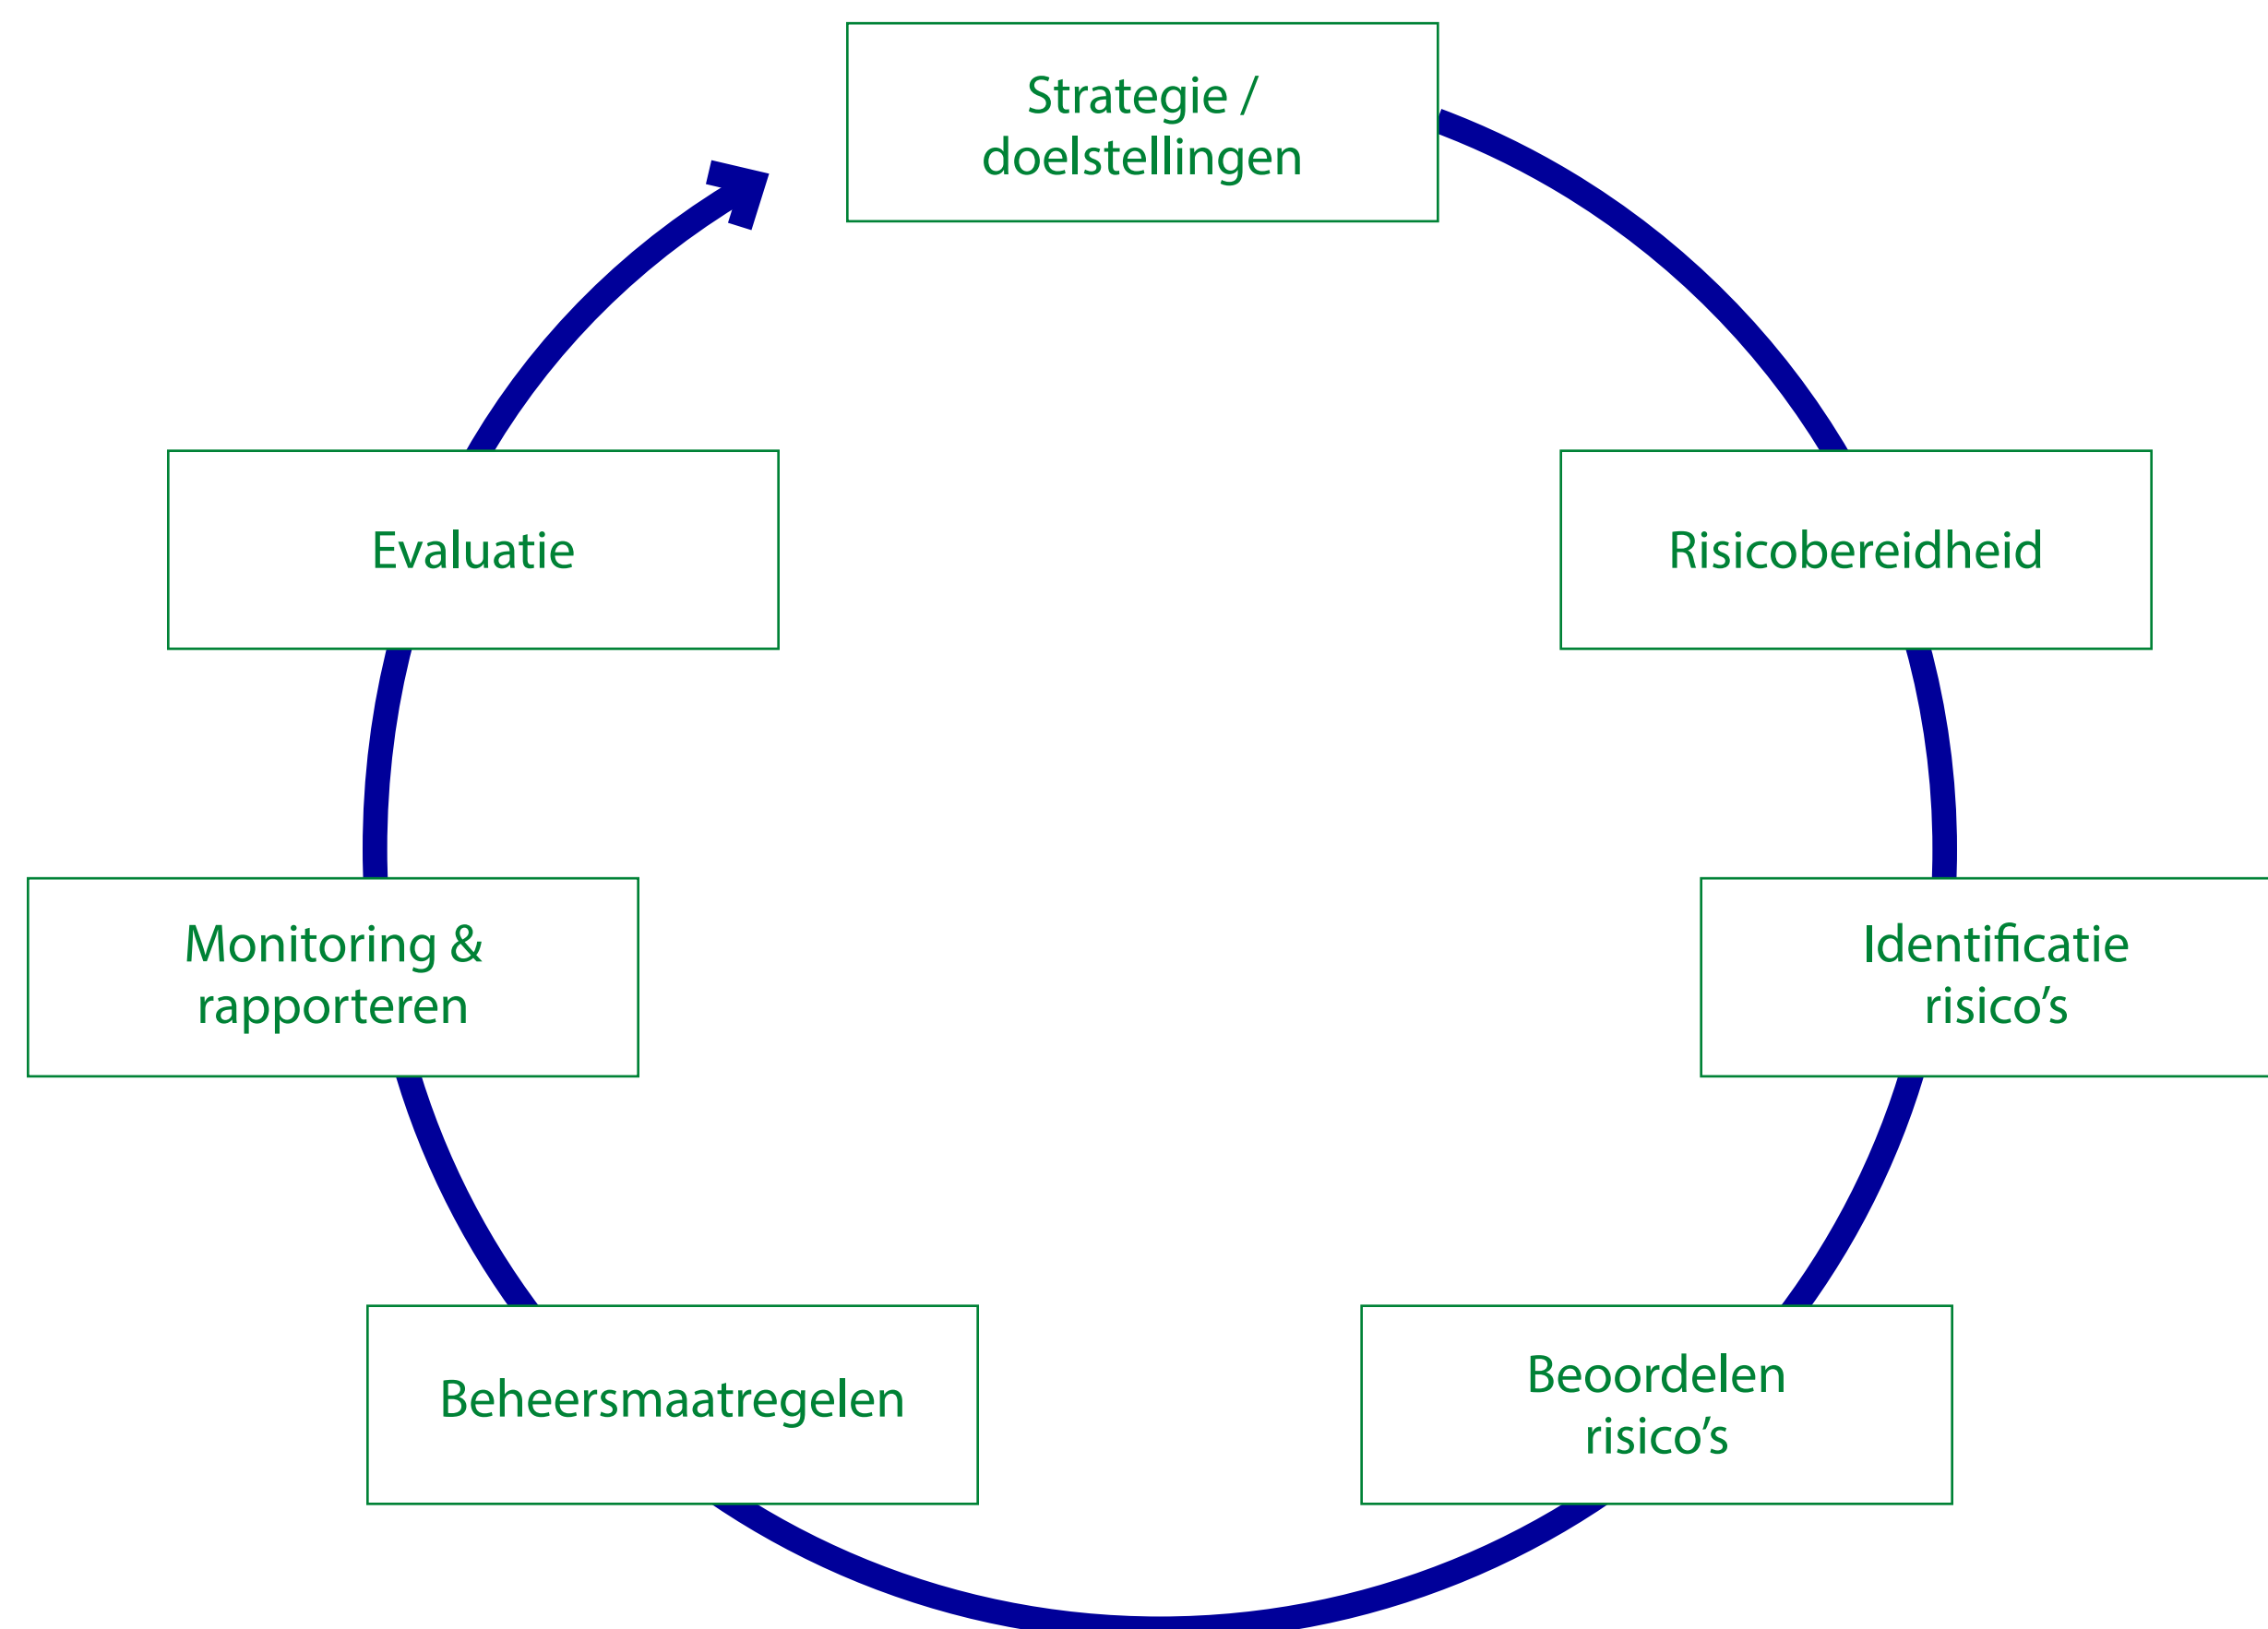 Strategie /
doelstellingen
Evaluatie
Risicobereidheid
Monitoring &
rapporteren
Identificatie
risico’s
Beheersmaatregelen
Beoordelen
risico’s